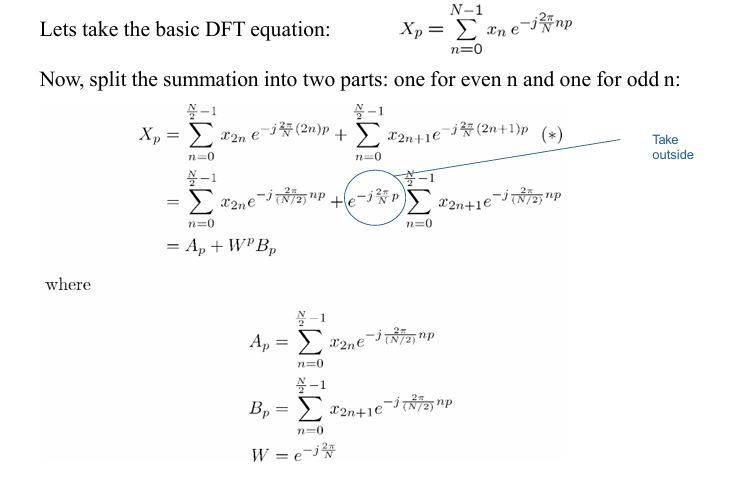 Lets take the basic DFT equation: $X_p = \sum_{n=0}^{N-1} x_n e^{-j\frac{2\pi}{N}np}$
Now, split the summation into two parts: one for even n and one for odd n:
$X_p = \sum_{n=0}^{\frac{N}{2}-1} x_{2n} e^{-j\frac{2\pi}{N}(2n)p} + \sum_{n=0}^{\frac{N}{2}-1} x_{2n+1} e^{-j\frac{2\pi}{N}(2n+1)p} \quad (*)$
Take
outside
$= \sum_{n=0}^{\frac{N}{2}-1} x_{2n} e^{-j\frac{2\pi}{(N/2)}np} + e^{-j\frac{2\pi}{N}p} \sum_{n=0}^{\frac{N}{2}-1} x_{2n+1} e^{-j\frac{2\pi}{(N/2)}np}$
$= A_p + W^p B_p$
where
$A_p = \sum_{n=0}^{\frac{N}{2}-1} x_{2n} e^{-j\frac{2\pi}{(N/2)}np}$
$B_p = \sum_{n=0}^{\frac{N}{2}-1} x_{2n+1} e^{-j\frac{2\pi}{(N/2)}np}$
$W = e^{-j\frac{2\pi}{N}}$